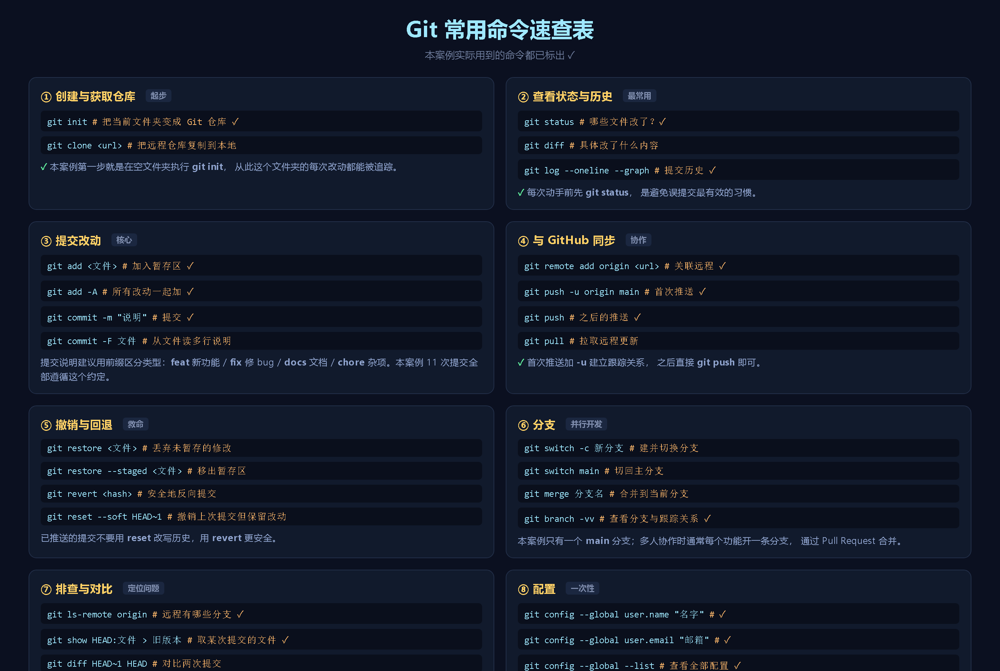 Git 常用命令速查表
本案例实际用到的命令都已标出 ✓
① 创建与获取仓库 起步
git init # 把当前文件夹变成 Git 仓库 ✓
git clone <url> # 把远程仓库复制到本地
✓ 本案例第一步就是在空文件夹执行 git init， 从此这个文件夹的每次改动都能被追踪。
② 查看状态与历史 最常用
git status # 哪些文件改了？✓
git diff # 具体改了什么内容
git log --oneline --graph # 提交历史 ✓
✓ 每次动手前先 git status， 是避免误提交最有效的习惯。
③ 提交改动 核心
git add <文件> # 加入暂存区 ✓
git add -A # 所有改动一起加 ✓
git commit -m "说明" # 提交 ✓
git commit -F 文件 # 从文件读多行说明
提交说明建议用前缀区分类型：feat 新功能 / fix 修 bug / docs 文档 / chore 杂项。本案例 11 次提交全
部遵循这个约定。
④ 与 GitHub 同步 协作
git remote add origin <url> # 关联远程 ✓
git push -u origin main # 首次推送 ✓
git push # 之后的推送 ✓
git pull # 拉取远程更新
✓ 首次推送加 -u 建立跟踪关系， 之后直接 git push 即可。
⑤ 撤销与回退 救命
git restore <文件> # 丢弃未暂存的修改
git restore --staged <文件> # 移出暂存区
git revert <hash> # 安全地反向提交
git reset --soft HEAD~1 # 撤销上次提交但保留改动
已推送的提交不要用 reset 改写历史，用 revert 更安全。
⑥ 分支 并行开发
git switch -c 新分支 # 建并切换分支
git switch main # 切回主分支
git merge 分支名 # 合并到当前分支
git branch -vv # 查看分支与跟踪关系 ✓
本案例只有一个 main 分支；多人协作时通常每个功能开一条分支， 通过 Pull Request 合并。
⑦ 排查与对比 定位问题
git ls-remote origin # 远程有哪些分支 ✓
git show HEAD:文件 > 旧版本 # 取某次提交的文件 ✓
git diff HEAD~1 HEAD # 对比两次提交
⑧ 配置 一次性
git config --global user.name "名字" # ✓
git config --global user.email "邮箱" # ✓
git config --global --list # 查看全部配置 ✓